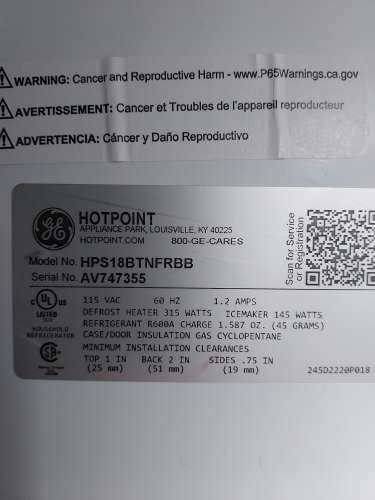 WARNING: Cancer and Reproductive Harm - www.P65Warnings.ca.gov
AVERTISSEMENT: Cancer et Troubles de l'appareil reproducteur
ADVERTENCIA: Cáncer y Daño Reproductivo
GE HOTPOINT
APPLIANCE PARK, LOUISVILLE, KY 40225
HOTPOINT.COM 800-GE-CARES
Model No. HPS18BTNFRBB
Serial No. AV747355
Scan for Service
or Registration
UL LISTED
HOUSEHOLD
REFRIGERATOR
115 VAC 60 HZ 1.2 AMPS
DEFROST HEATER 315 WATTS ICEMAKER 145 WATTS
REFRIGERANT R600A CHARGE 1.587 OZ. (45 GRAMS)
CASE/DOOR INSULATION GAS CYCLOPENTANE
MINIMUM INSTALLATION CLEARANCES
TOP 1 IN BACK 2 IN SIDES .75 IN
(25 mm) (51 mm) (19 mm)
245D2220P018